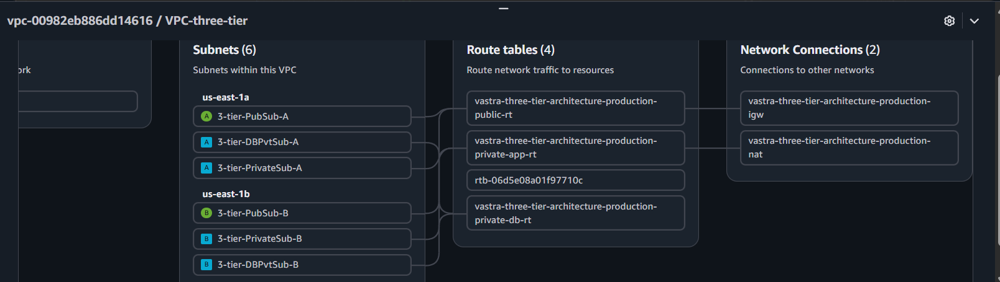 vpc-00982eb886dd14616 / VPC-three-tier
ork
Subnets (6)
Subnets within this VPC
us-east-1a
A 3-tier-PubSub-A
A 3-tier-DBPvtSub-A
A 3-tier-PrivateSub-A
us-east-1b
B 3-tier-PubSub-B
B 3-tier-PrivateSub-B
B 3-tier-DBPvtSub-B
Route tables (4)
Route network traffic to resources
vastra-three-tier-architecture-production-
public-rt
vastra-three-tier-architecture-production-
private-app-rt
rtb-06d5e08a01f97710c
vastra-three-tier-architecture-production-
private-db-rt
Network Connections (2)
Connections to other networks
vastra-three-tier-architecture-production-
igw
vastra-three-tier-architecture-production-
nat